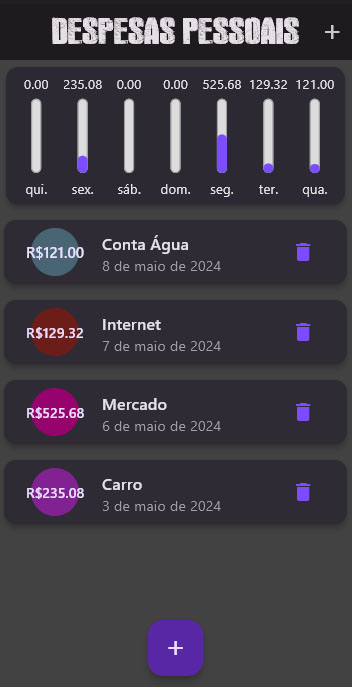 DESPESAS PESSOAIS +
0.00 235.08 0.00 0.00 525.68 129.32 121.00
qui. sex. sáb. dom. seg. ter. qua.
R$121.00 Conta Água
8 de maio de 2024
R$129.32 Internet
7 de maio de 2024
R$525.68 Mercado
6 de maio de 2024
R$235.08 Carro
3 de maio de 2024
+